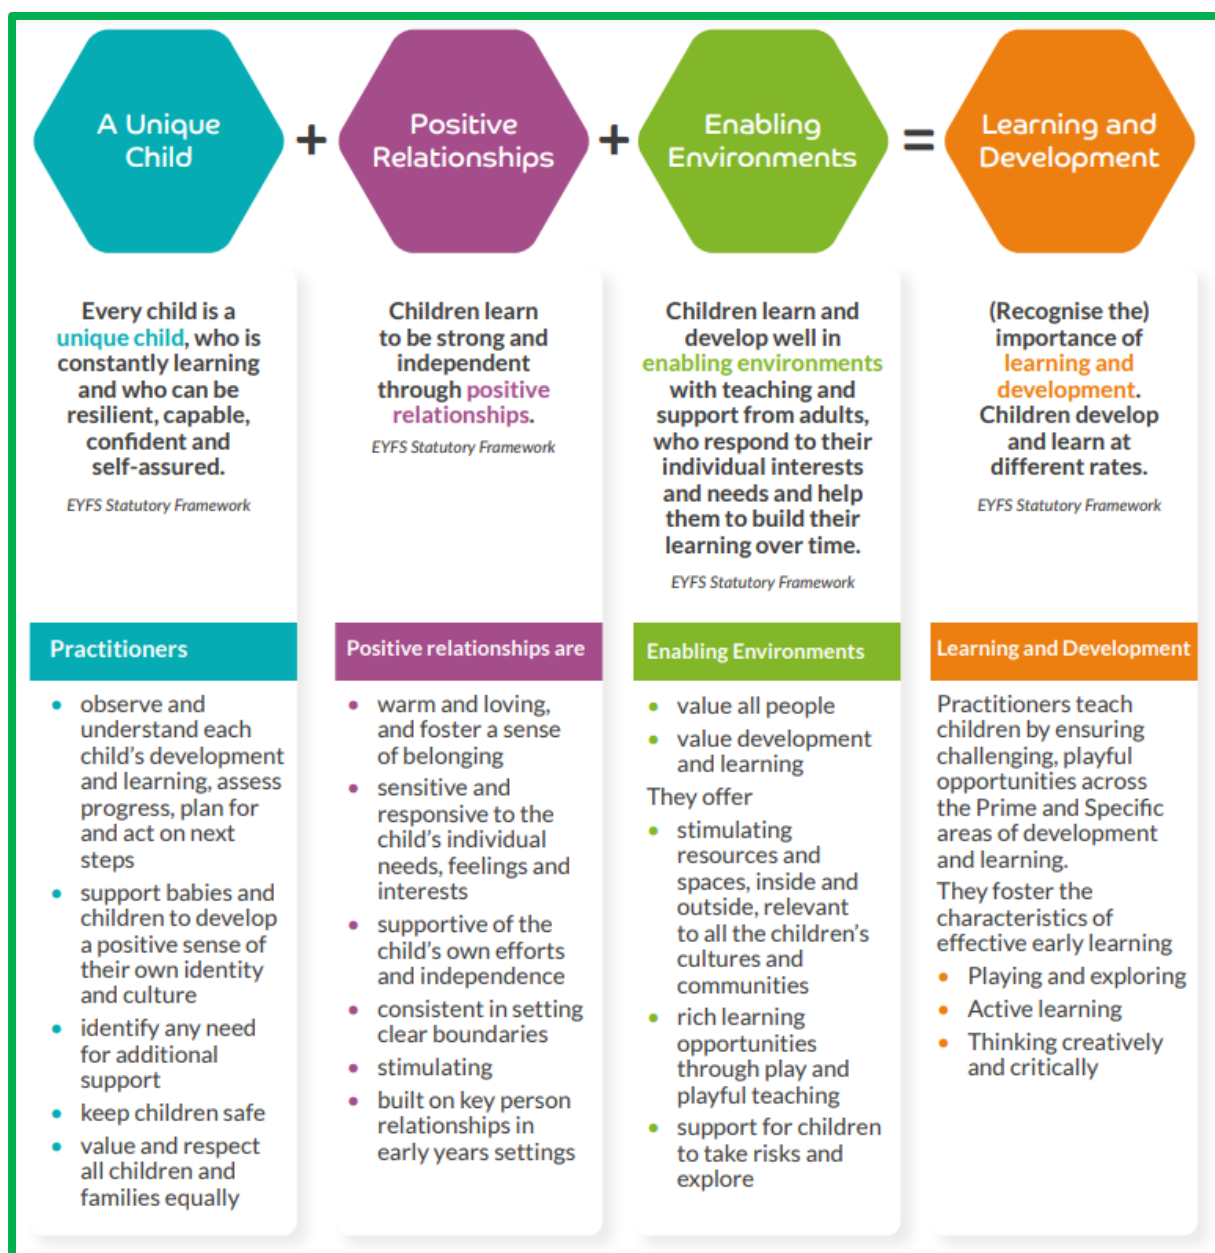 A Unique
Child
+
Positive
Relationships
+
Enabling
Environments
=
Learning and
Development
Every child is a
unique child, who is
constantly learning
and who can be
resilient, capable,
confident and
self-assured.
EYFS Statutory Framework
Children learn
to be strong and
independent
through positive
relationships.
EYFS Statutory Framework
Children learn and
develop well in
enabling environments
with teaching and
support from adults,
who respond to their
individual interests
and needs and help
them to build their
learning over time.
EYFS Statutory Framework
(Recognise the)
importance of
learning and
development.
Children develop
and learn at
different rates.
EYFS Statutory Framework
Practitioners
• observe and
understand each
child's development
and learning, assess
progress, plan for
and act on next
steps
• support babies and
children to develop
a positive sense of
their own identity
and culture
• identify any need
for additional
support
• keep children safe
• value and respect
all children and
families equally
Positive relationships are
• warm and loving,
and foster a sense
of belonging
• sensitive and
responsive to the
child's individual
needs, feelings and
interests
• supportive of the
child's own efforts
and independence
• consistent in setting
clear boundaries
• stimulating
• built on key person
relationships in
early years settings
Enabling Environments
• value all people
• value development
and learning
They offer
• stimulating
resources and
spaces, inside and
outside, relevant
to all the children's
cultures and
communities
• rich learning
opportunities
through play and
playful teaching
• support for children
to take risks and
explore
Learning and Development
Practitioners teach
children by ensuring
challenging, playful
opportunities across
the Prime and Specific
areas of development
and learning.
They foster the
characteristics of
effective early learning
• Playing and exploring
• Active learning
• Thinking creatively
and critically